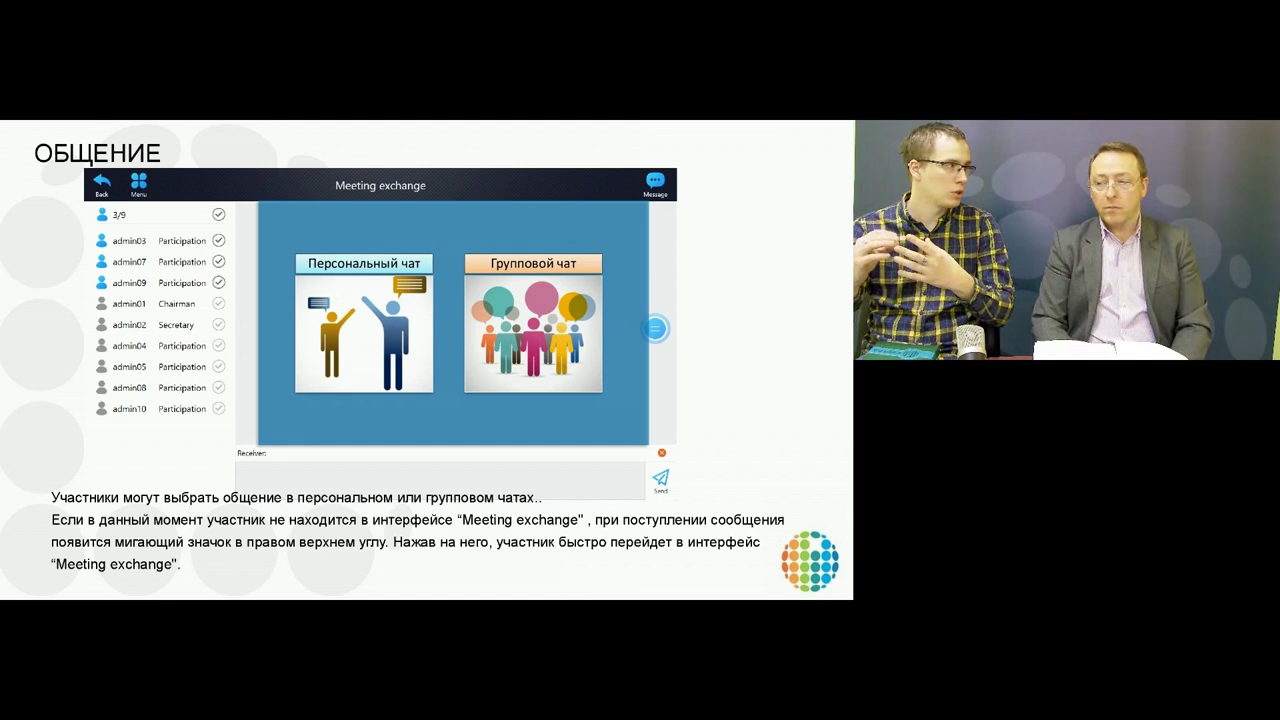 ОБЩЕНИЕ
Back
Menu
Meeting exchange
Message
3/9
admin03 Participation
admin07 Participation
admin09 Participation
admin01 Chairman
admin02 Secretary
admin04 Participation
admin05 Participation
admin08 Participation
admin10 Participation
Персональный чат
Групповой чат
Receiver:
Send
Участники могут выбрать общение в персональном или групповом чатах..
Если в данный момент участник не находится в интерфейсе “Meeting exchange" , при поступлении сообщения
появится мигающий значок в правом верхнем углу. Нажав на него, участник быстро перейдет в интерфейс
“Meeting exchange".